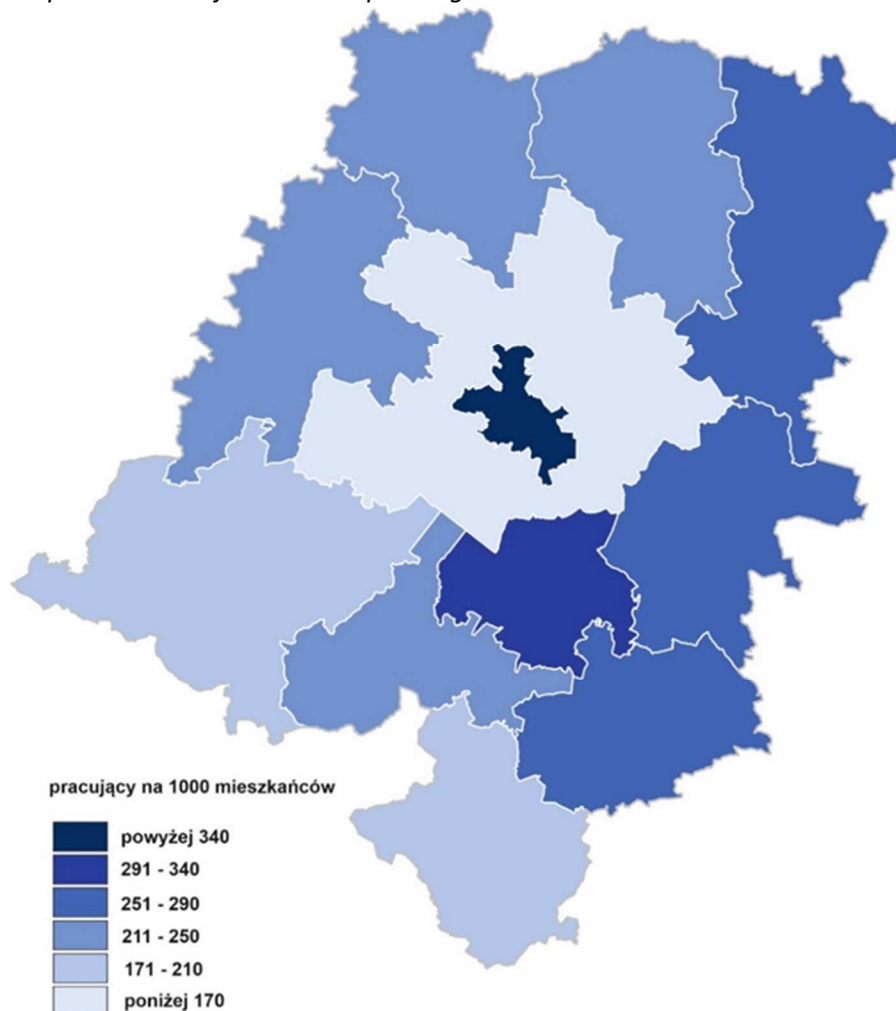 pracujący na 1000 mieszkańców
powyżej 340
291 - 340
251 - 290
211 - 250
171 - 210
poniżej 170